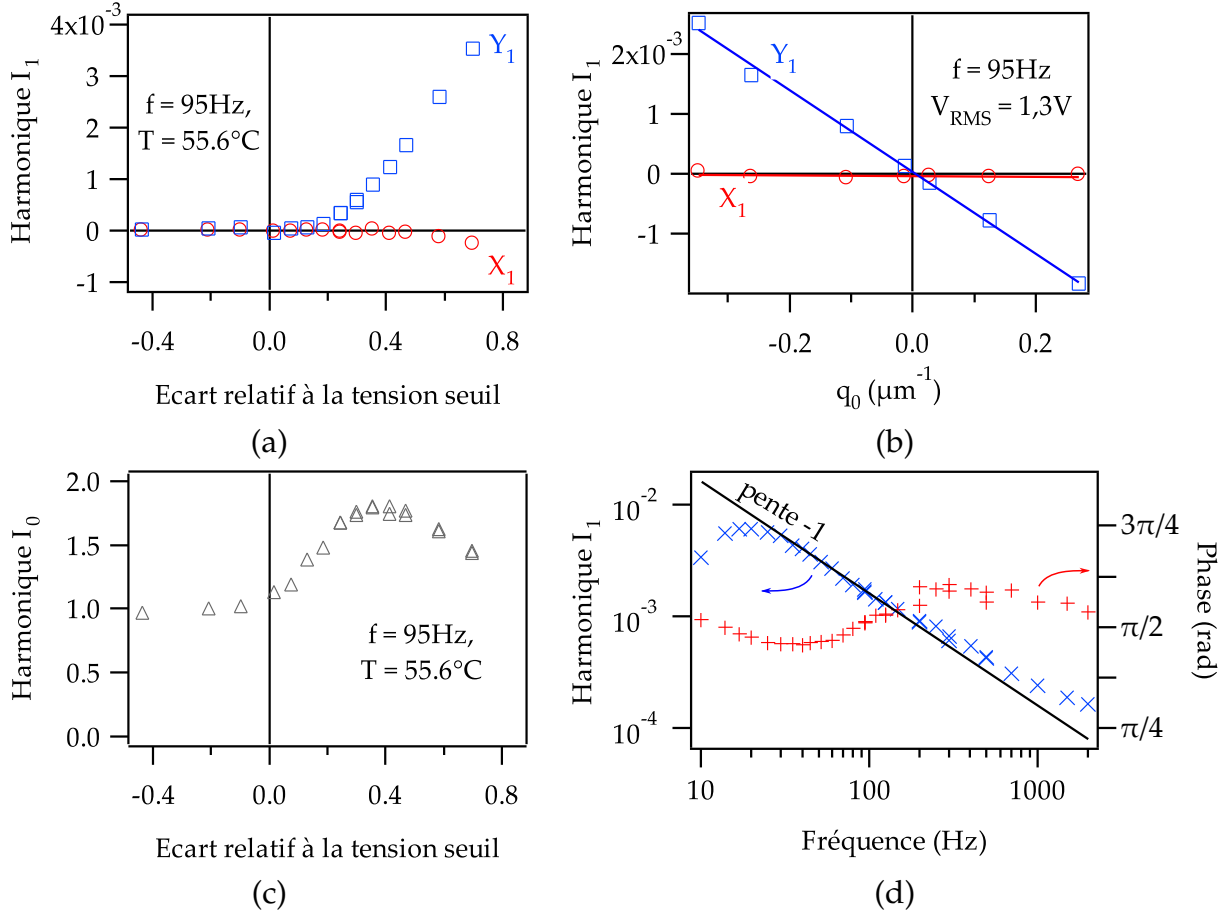 Harmonique I₁
4x10⁻³
3
2
1
0
-1
f = 95Hz,
T = 55.6°C
Y₁
X₁
-0.4
0.0
0.4
0.8
Ecart relatif à la tension seuil
(a)
Harmonique I₁
2x10⁻³
1
0
-1
Y₁
X₁
f = 95Hz
V_RMS = 1,3V
-0.2
0.0
0.2
q₀ (µm⁻¹)
(b)
Harmonique I₀
2.0
1.5
1.0
0.5
0.0
f = 95Hz,
T = 55.6°C
-0.4
0.0
0.4
0.8
Ecart relatif à la tension seuil
(c)
Harmonique I₁
10⁻²
10⁻³
10⁻⁴
pente -1
3π/4
π/2
π/4
Phase (rad)
10
100
1000
Fréquence (Hz)
(d)